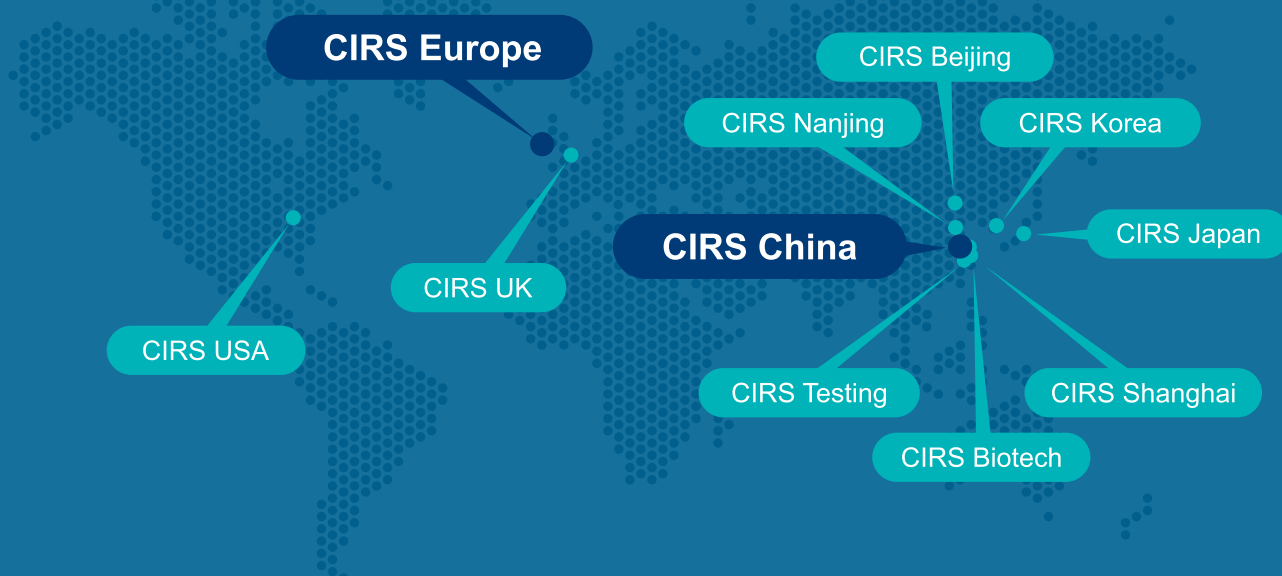 CIRS Europe
CIRS Beijing
CIRS Nanjing
CIRS Korea
CIRS Japan
CIRS China
CIRS UK
CIRS USA
CIRS Testing
CIRS Shanghai
CIRS Biotech